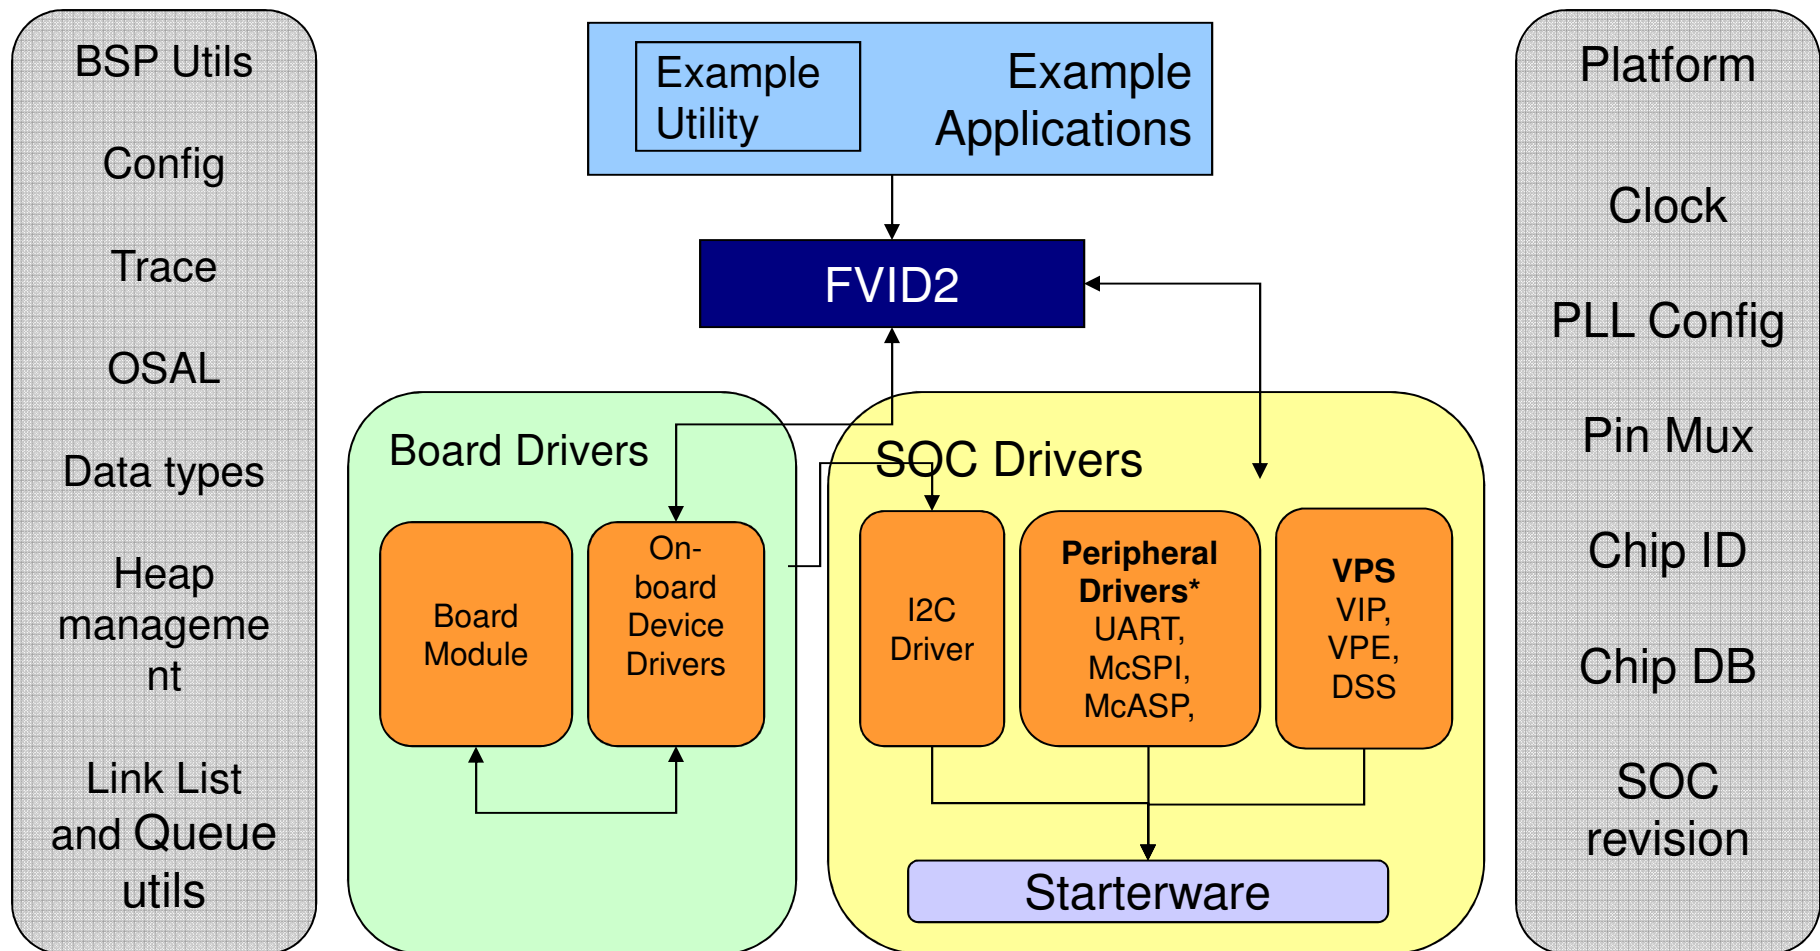 BSP Utils
Config
Trace
OSAL
Data types
Heap
manageme
nt
Link List
and Queue
utils
Example
Utility
Example
Applications
FVID2
Board Drivers
Board
Module
On-
board
Device
Drivers
SOC Drivers
I2C
Driver
Peripheral
Drivers*
UART,
McSPI,
McASP,
VPS
VIP,
VPE,
DSS
Starterware
Platform
Clock
PLL Config
Pin Mux
Chip ID
Chip DB
SOC
revision